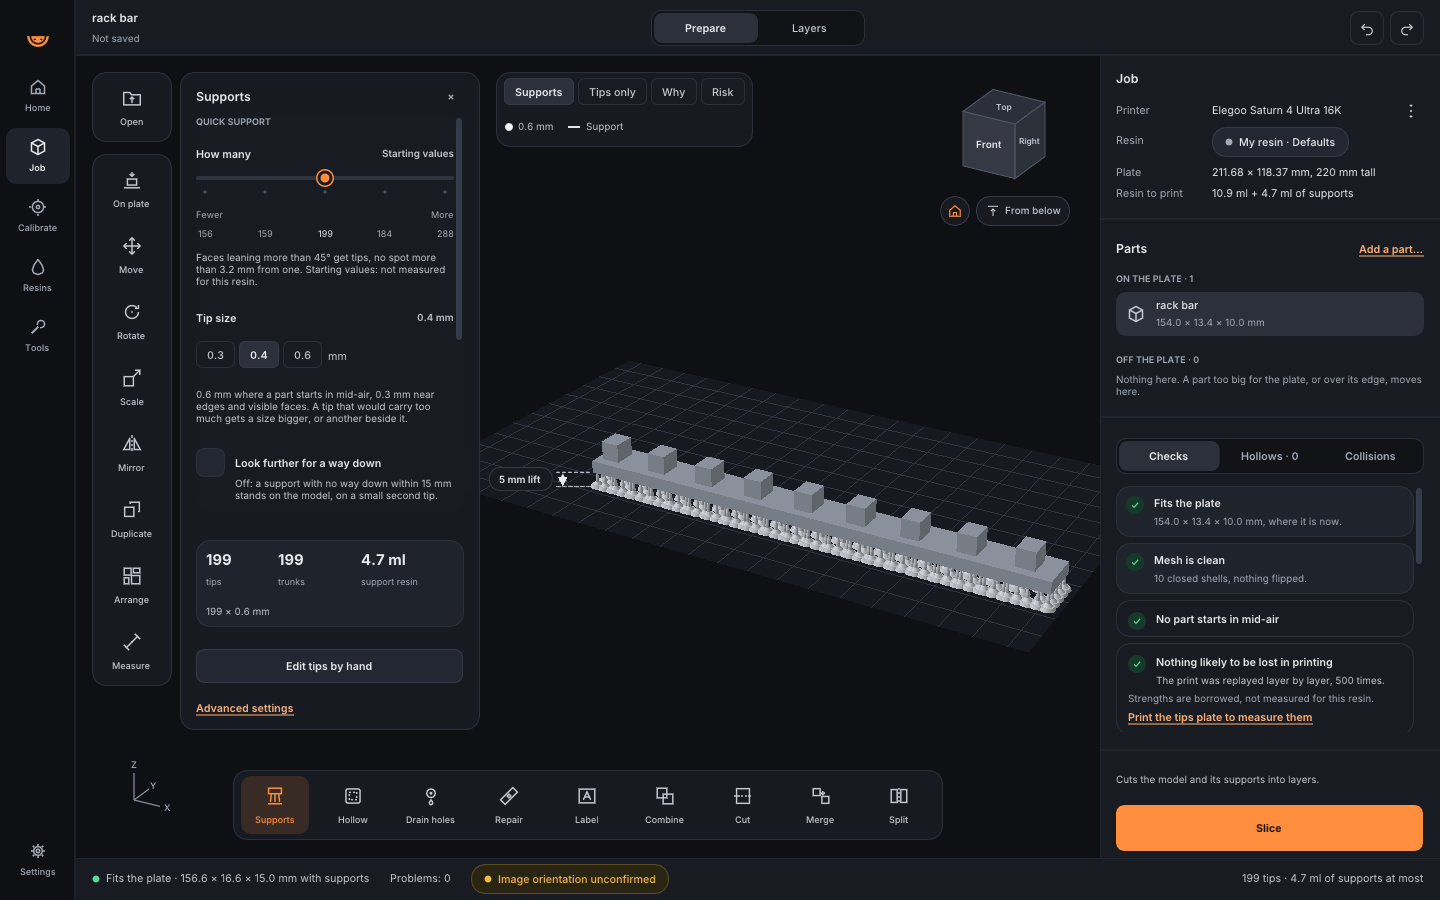 rack bar
Not saved
Prepare
Layers
Home
Job
Calibrate
Resins
Tools
Settings
Open
On plate
Move
Rotate
Scale
Mirror
Duplicate
Arrange
Measure
Supports
×
QUICK SUPPORT
How many
Starting values
Fewer
More
156
159
199
184
288
Faces leaning more than 45° get tips, no spot more
than 3.2 mm from one. Starting values: not measured
for this resin.
Tip size
0.4 mm
0.3
0.4
0.6
mm
0.6 mm where a part starts in mid-air, 0.3 mm near
edges and visible faces. A tip that would carry too
much gets a size bigger, or another beside it.
Look further for a way down
Off: a support with no way down within 15 mm
stands on the model, on a small second tip.
199
199
4.7 ml
tips
trunks
support resin
199 × 0.6 mm
Edit tips by hand
Advanced settings
Supports
Tips only
Why
Risk
0.6 mm
Support
Top
Front
Right
From below
5 mm lift
Z
Y
X
Supports
Hollow
Drain holes
Repair
Label
Combine
Cut
Merge
Split
Job
Printer
Elegoo Saturn 4 Ultra 16K
Resin
My resin · Defaults
Plate
211.68 × 118.37 mm, 220 mm tall
Resin to print
10.9 ml + 4.7 ml of supports
Parts
Add a part...
ON THE PLATE · 1
rack bar
154.0 × 13.4 × 10.0 mm
OFF THE PLATE · 0
Nothing here. A part too big for the plate, or over its edge, moves
here.
Checks
Hollows · 0
Collisions
Fits the plate
154.0 × 13.4 × 10.0 mm, where it is now.
Mesh is clean
10 closed shells, nothing flipped.
No part starts in mid-air
Nothing likely to be lost in printing
The print was replayed layer by layer, 500 times.
Strengths are borrowed, not measured for this resin.
Print the tips plate to measure them
Cuts the model and its supports into layers.
Slice
Fits the plate · 156.6 × 16.6 × 15.0 mm with supports
Problems: 0
Image orientation unconfirmed
199 tips · 4.7 ml of supports at most